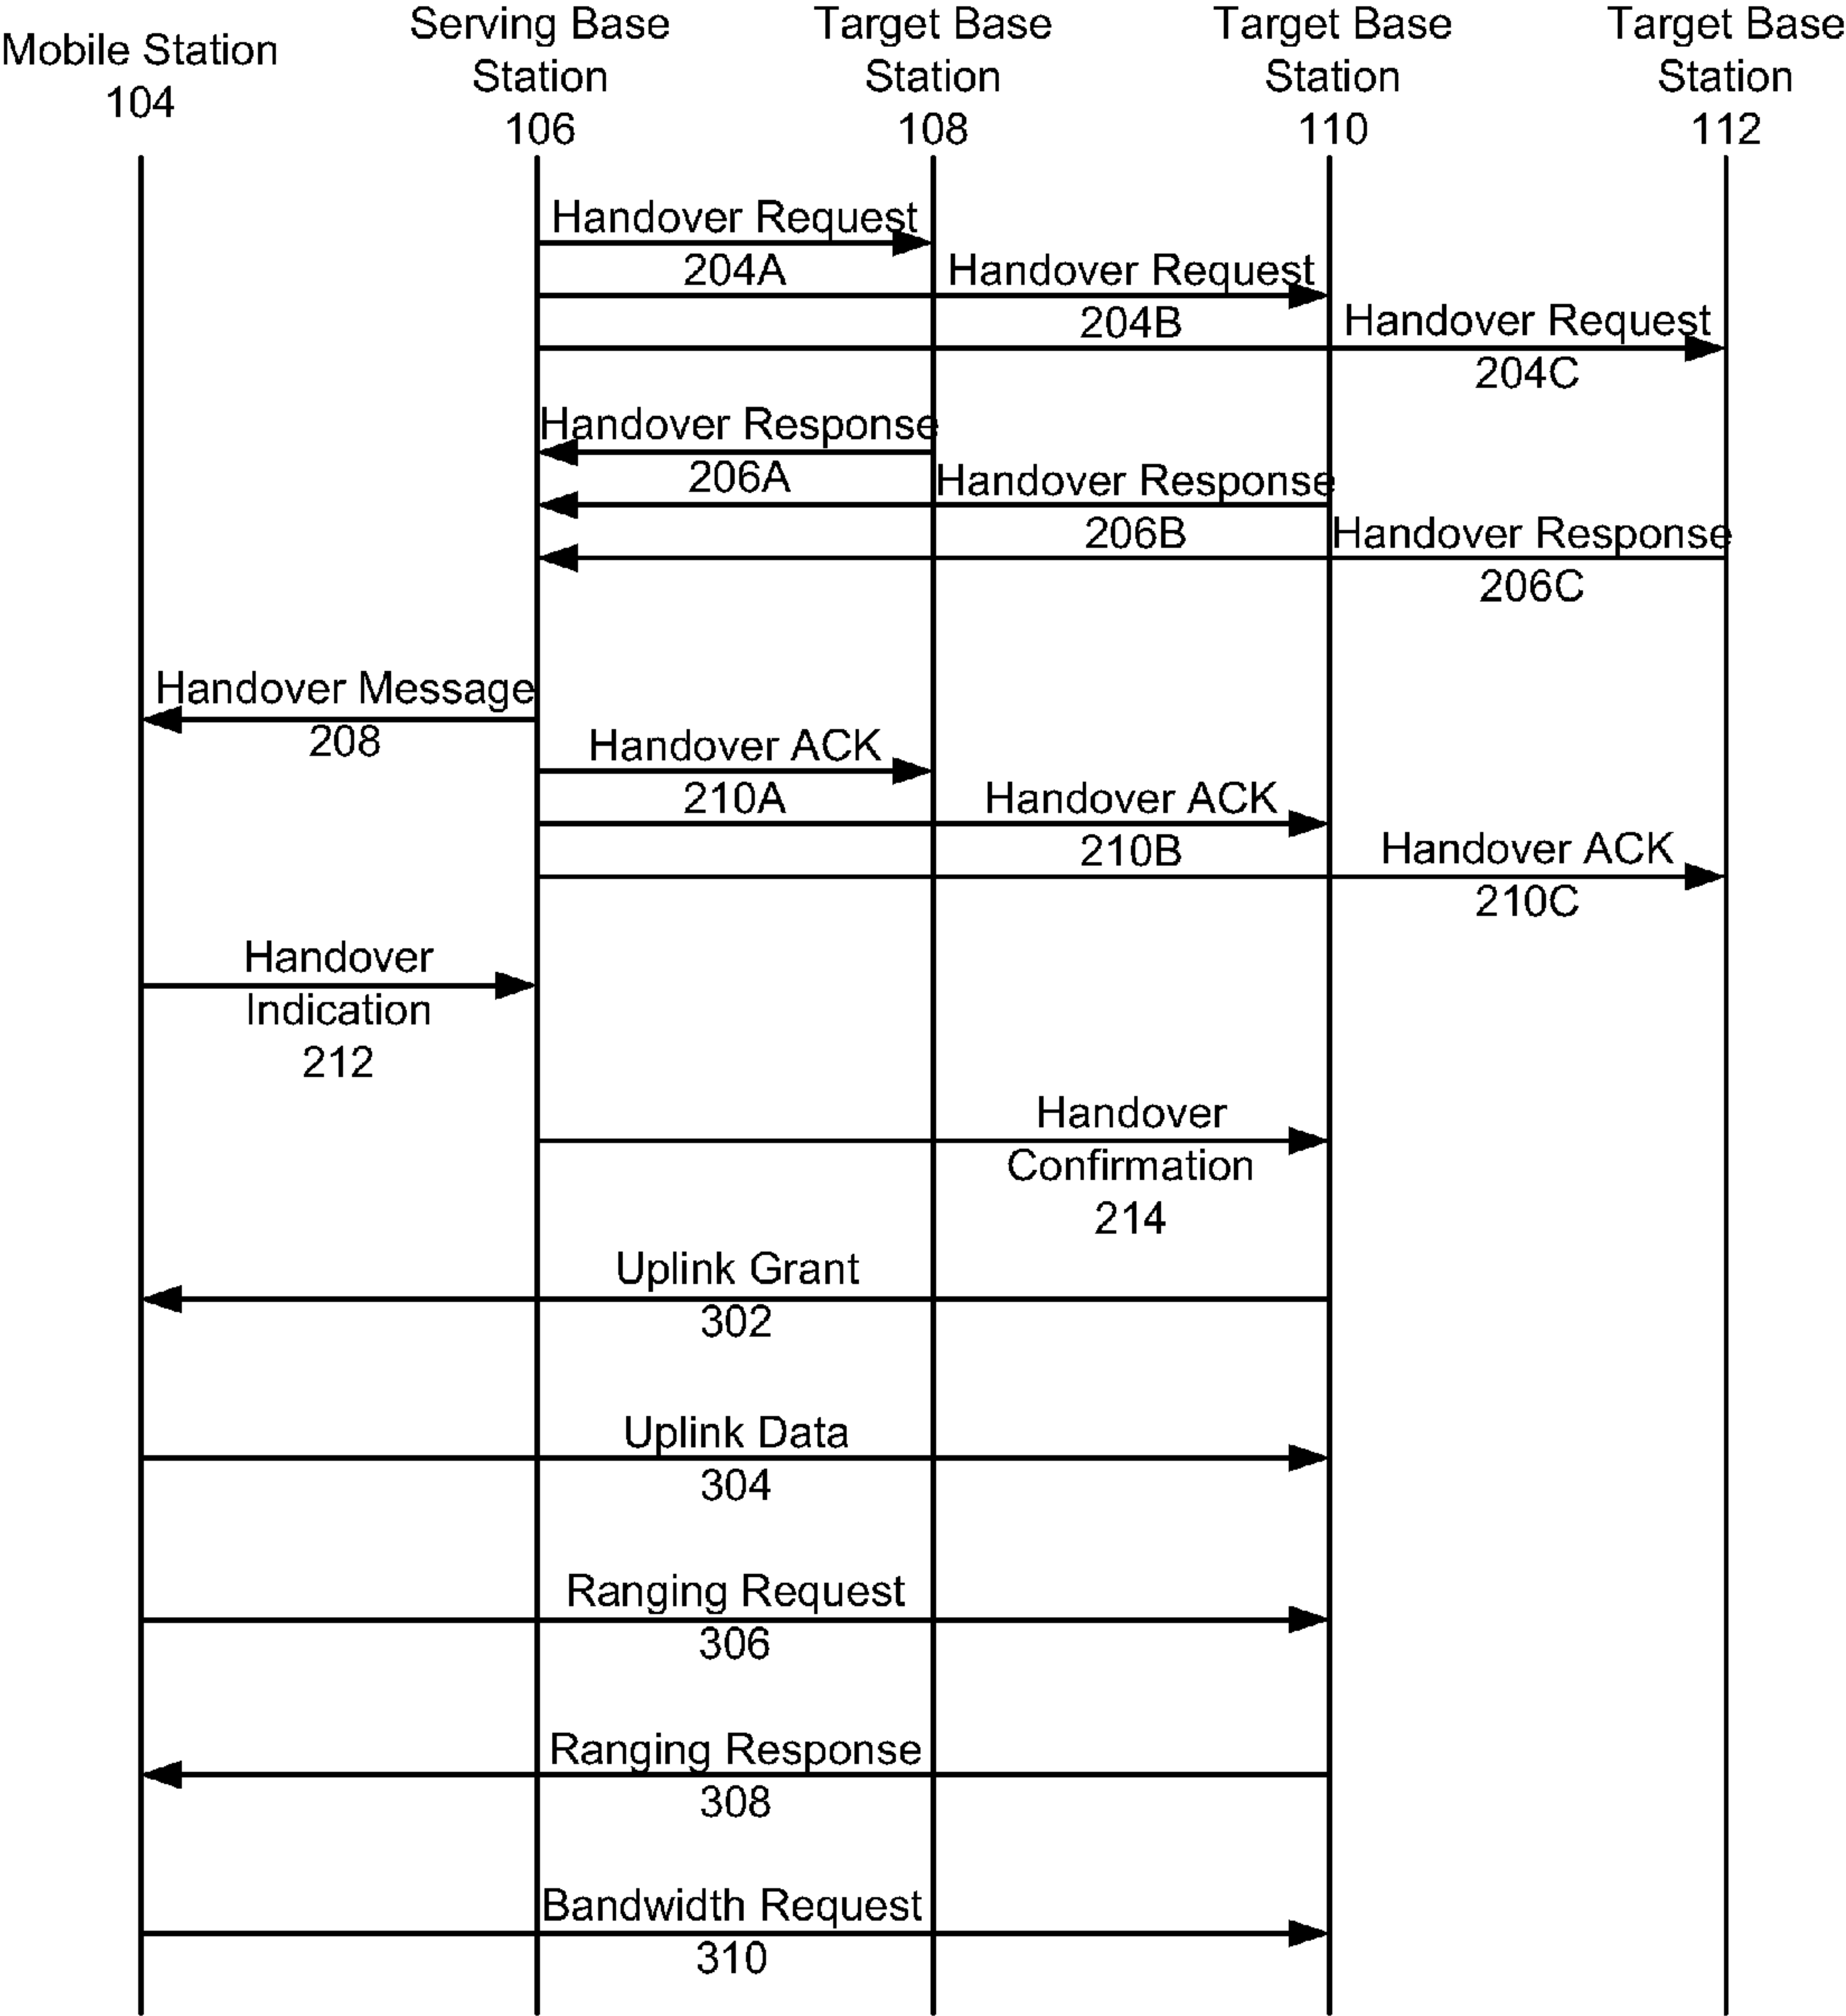 Mobile Station
104
Serving Base
Station
106
Target Base
Station
108
Target Base
Station
110
Target Base
Station
112
Handover Request
204A
Handover Request
204B
Handover Request
204C
Handover Response
206A
Handover Response
206B
Handover Response
206C
Handover Message
208
Handover ACK
210A
Handover ACK
210B
Handover ACK
210C
Handover
Indication
212
Handover
Confirmation
214
Uplink Grant
302
Uplink Data
304
Ranging Request
306
Ranging Response
308
Bandwidth Request
310